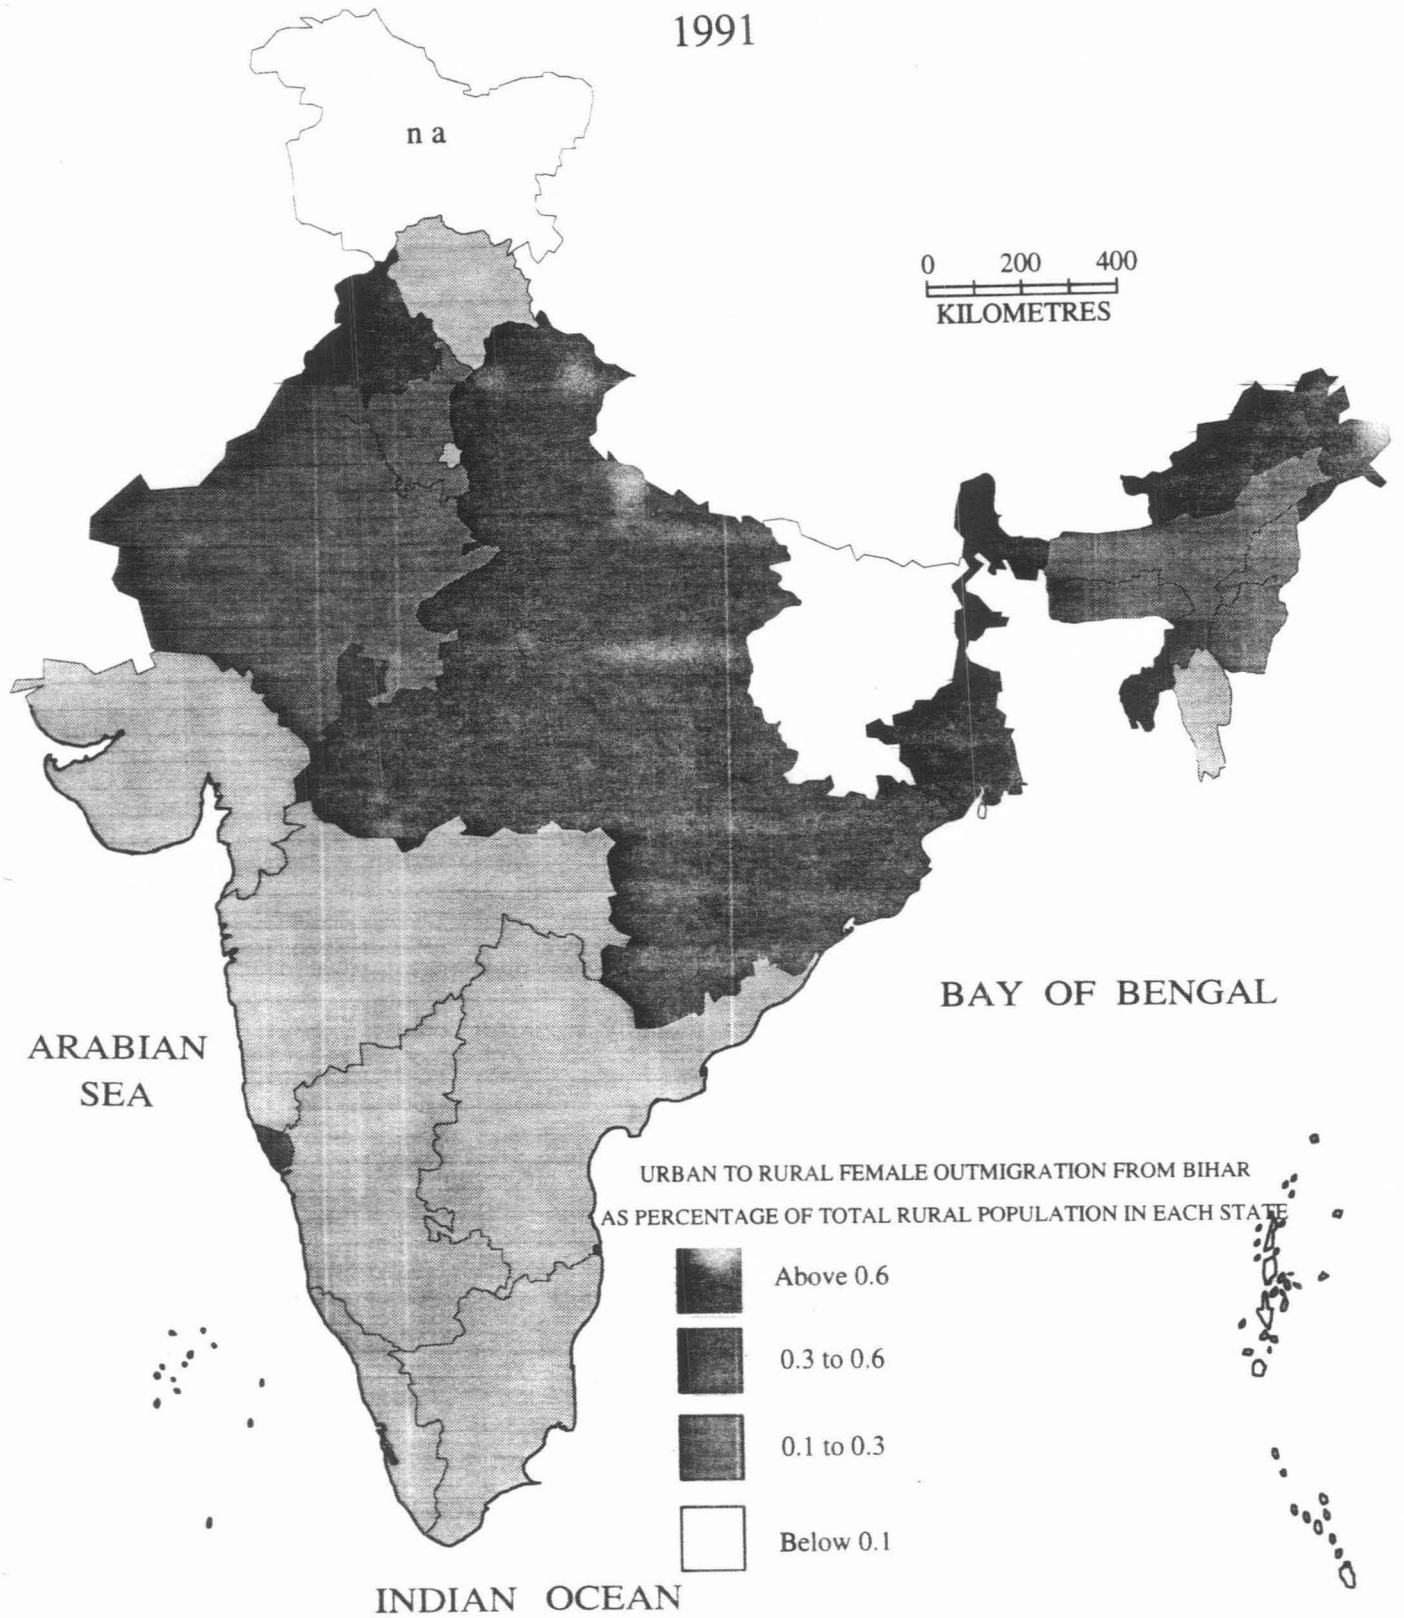 1991
n a
0 200 400
KILOMETRES
BAY OF BENGAL
ARABIAN
SEA
URBAN TO RURAL FEMALE OUTMIGRATION FROM BIHAR
AS PERCENTAGE OF TOTAL RURAL POPULATION IN EACH STATE
Above 0.6
0.3 to 0.6
0.1 to 0.3
Below 0.1
INDIAN OCEAN